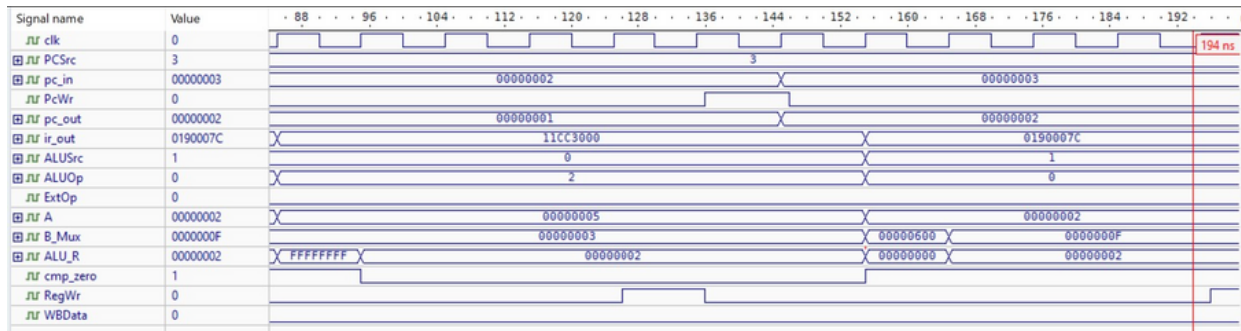 Signal name Value 88 96 104 112 120 128 136 144 152 160 168 176 184 192
clk 0 194 ns
PCSrc 3 3
pc_in 00000003 00000002 00000003
PcWr 0
pc_out 00000002 00000001 00000002
ir_out 0190007C 11CC3000 0190007C
ALUSrc 1 0 1
ALUOp 0 2 0
ExtOp 0
A 00000002 00000005 00000002
B_Mux 0000000F 00000003 00000600 0000000F
ALU_R 00000002 FFFFFFFF 00000002 00000000 00000002
cmp_zero 1
RegWr 0
WBData 0